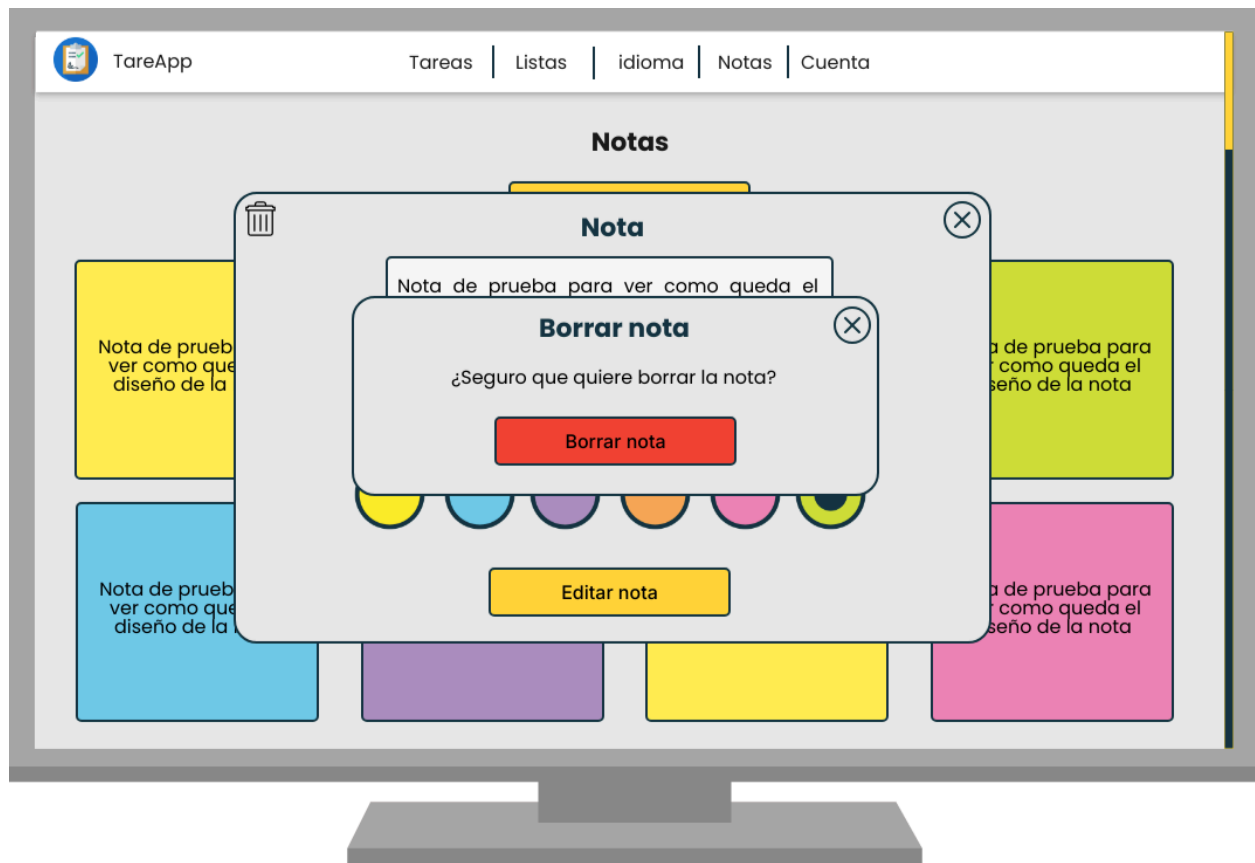 TareApp
Tareas
Listas
idioma
Notas
Cuenta
Notas
Nota
Nota de prueba para ver como queda el
Borrar nota
¿Seguro que quiere borrar la nota?
Borrar nota
Editar nota
Nota de prueb
ver como que
diseño de la
a de prueba para
como queda el
seño de la nota
Nota de prueb
ver como que
diseño de la
a de prueba para
como queda el
seño de la nota